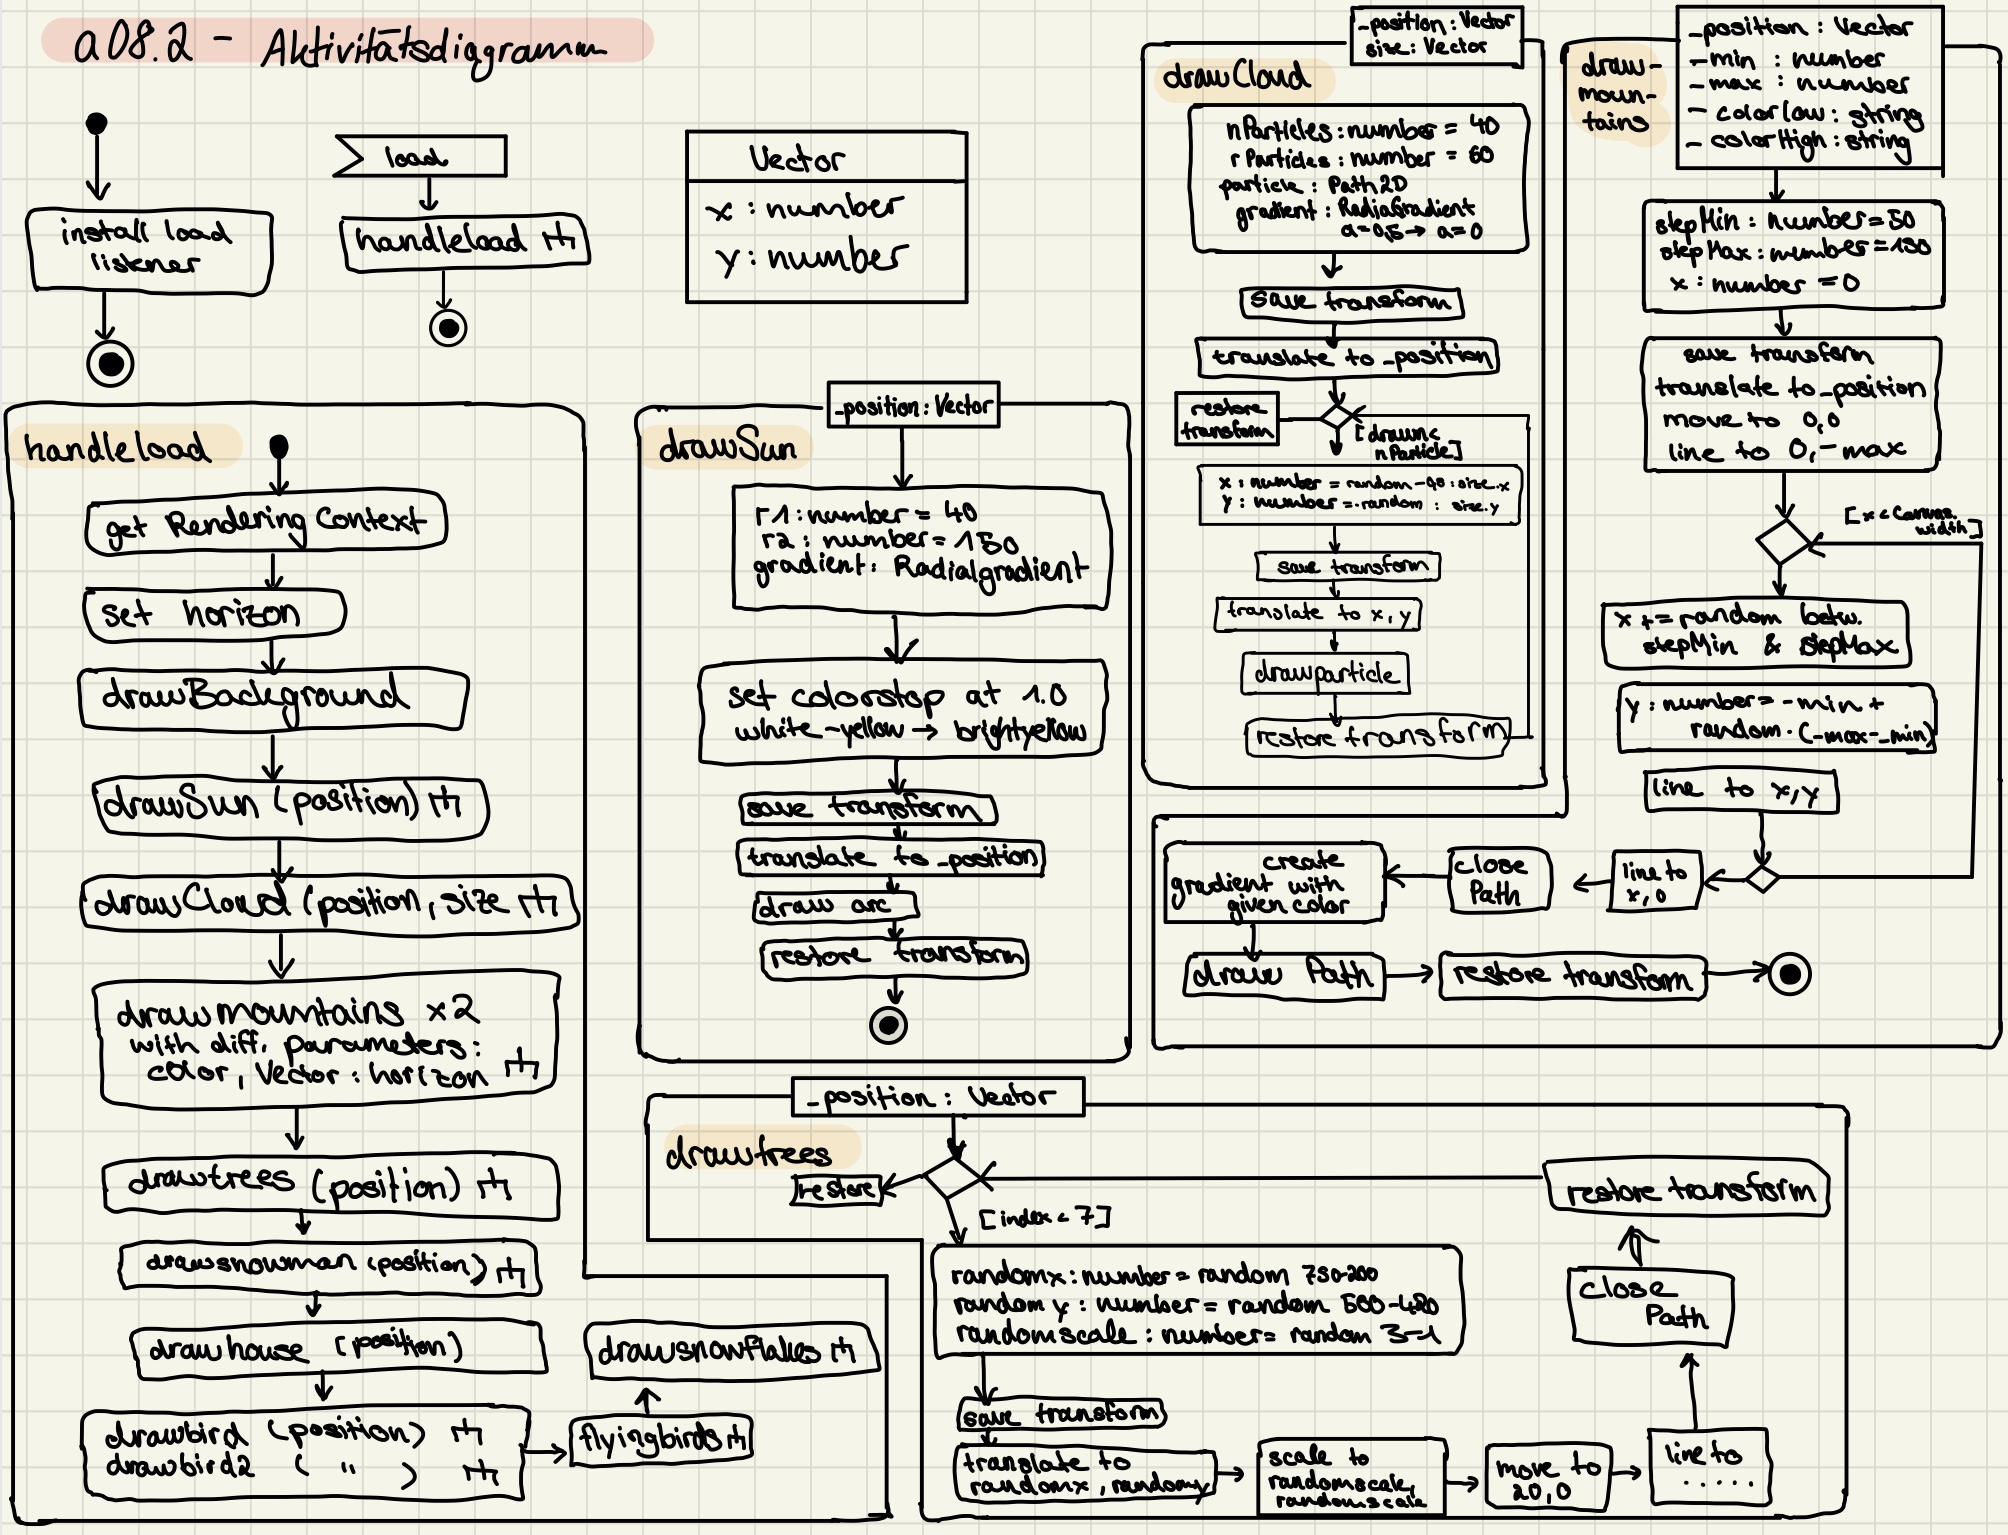 a08.2 - Aktivitätsdiagramm
install load
listener
load
handleload
Vector
x : number
y : number
handleload
get Rendering Context
set horizon
drawBackground
drawSun (position)
drawCloud (position, size
drawmountains x2
with diff. parameters:
color, Vector : horizon
drawtrees (position)
drawsnowman (position)
drawhouse (position)
drawbird (position)
drawbird2 ( " )
flyingbirds
drawsnowflakes
_position: Vector
drawSun
r1: number = 40
r2 : number = 150
gradient: Radialgradient
set colorstop at 1.0
white-yellow → brightyellow
save transform
translate to _position
draw arc
restore transform
_position: Vector
size: Vector
drawCloud
nParticles: number = 40
rParticles: number = 60
particle : Path2D
gradient : RadialGradient
a=0,5 → a=0
save transform
translate to _position
restore
transform
[drawn<
nParticle]
x : number = random - 0,5 : size.x
y : number = - random : size.y
save transform
translate to x, y
drawparticle
restore transform
draw-
moun-
tains
_position : Vector
- min : number
- max : number
- colorlow : string
- colorHigh : string
stepMin : number = 50
stepMax : number = 150
x : number = 0
save transform
translate to _position
move to 0,0
line to 0, - max
[x < Canvas.
width]
x += random betw.
stepMin & stepMax
y : number = -min +
random · (_max-_min)
line to x, y
line to
x, 0
close
Path
create
gradient with
given color
draw Path
restore transform
_position : Vector
drawtrees
restore
[index < 7]
randomx : number = random 750-200
random y : number = random 500-480
randomscale : number = random 3-1
save transform
translate to
randomx, randomy
scale to
randomscale,
randomscale
move to
20,0
line to
.....
close
Path
restore transform